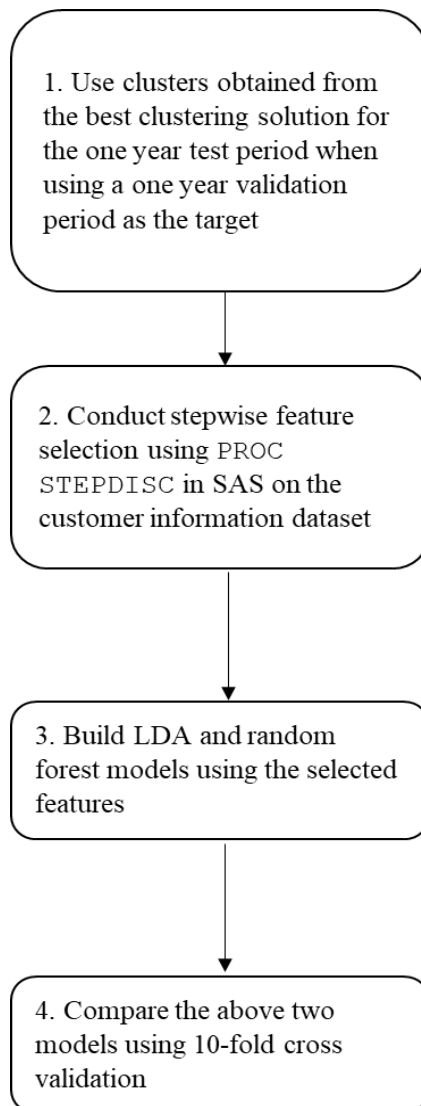 1. Use clusters obtained from
the best clustering solution for
the one year test period when
using a one year validation
period as the target
2. Conduct stepwise feature
selection using PROC
STEPDISC in SAS on the
customer information dataset
3. Build LDA and random
forest models using the selected
features
4. Compare the above two
models using 10-fold cross
validation